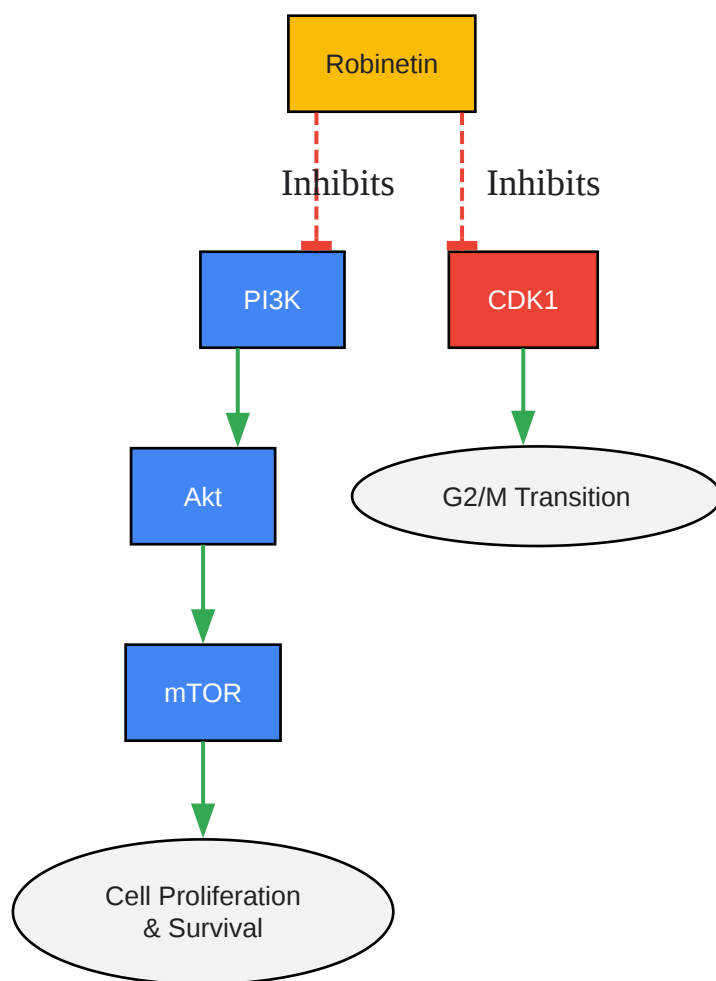 Robinetin
Inhibits
Inhibits
PI3K
CDK1
Akt
G2/M Transition
mTOR
Cell Proliferation
& Survival